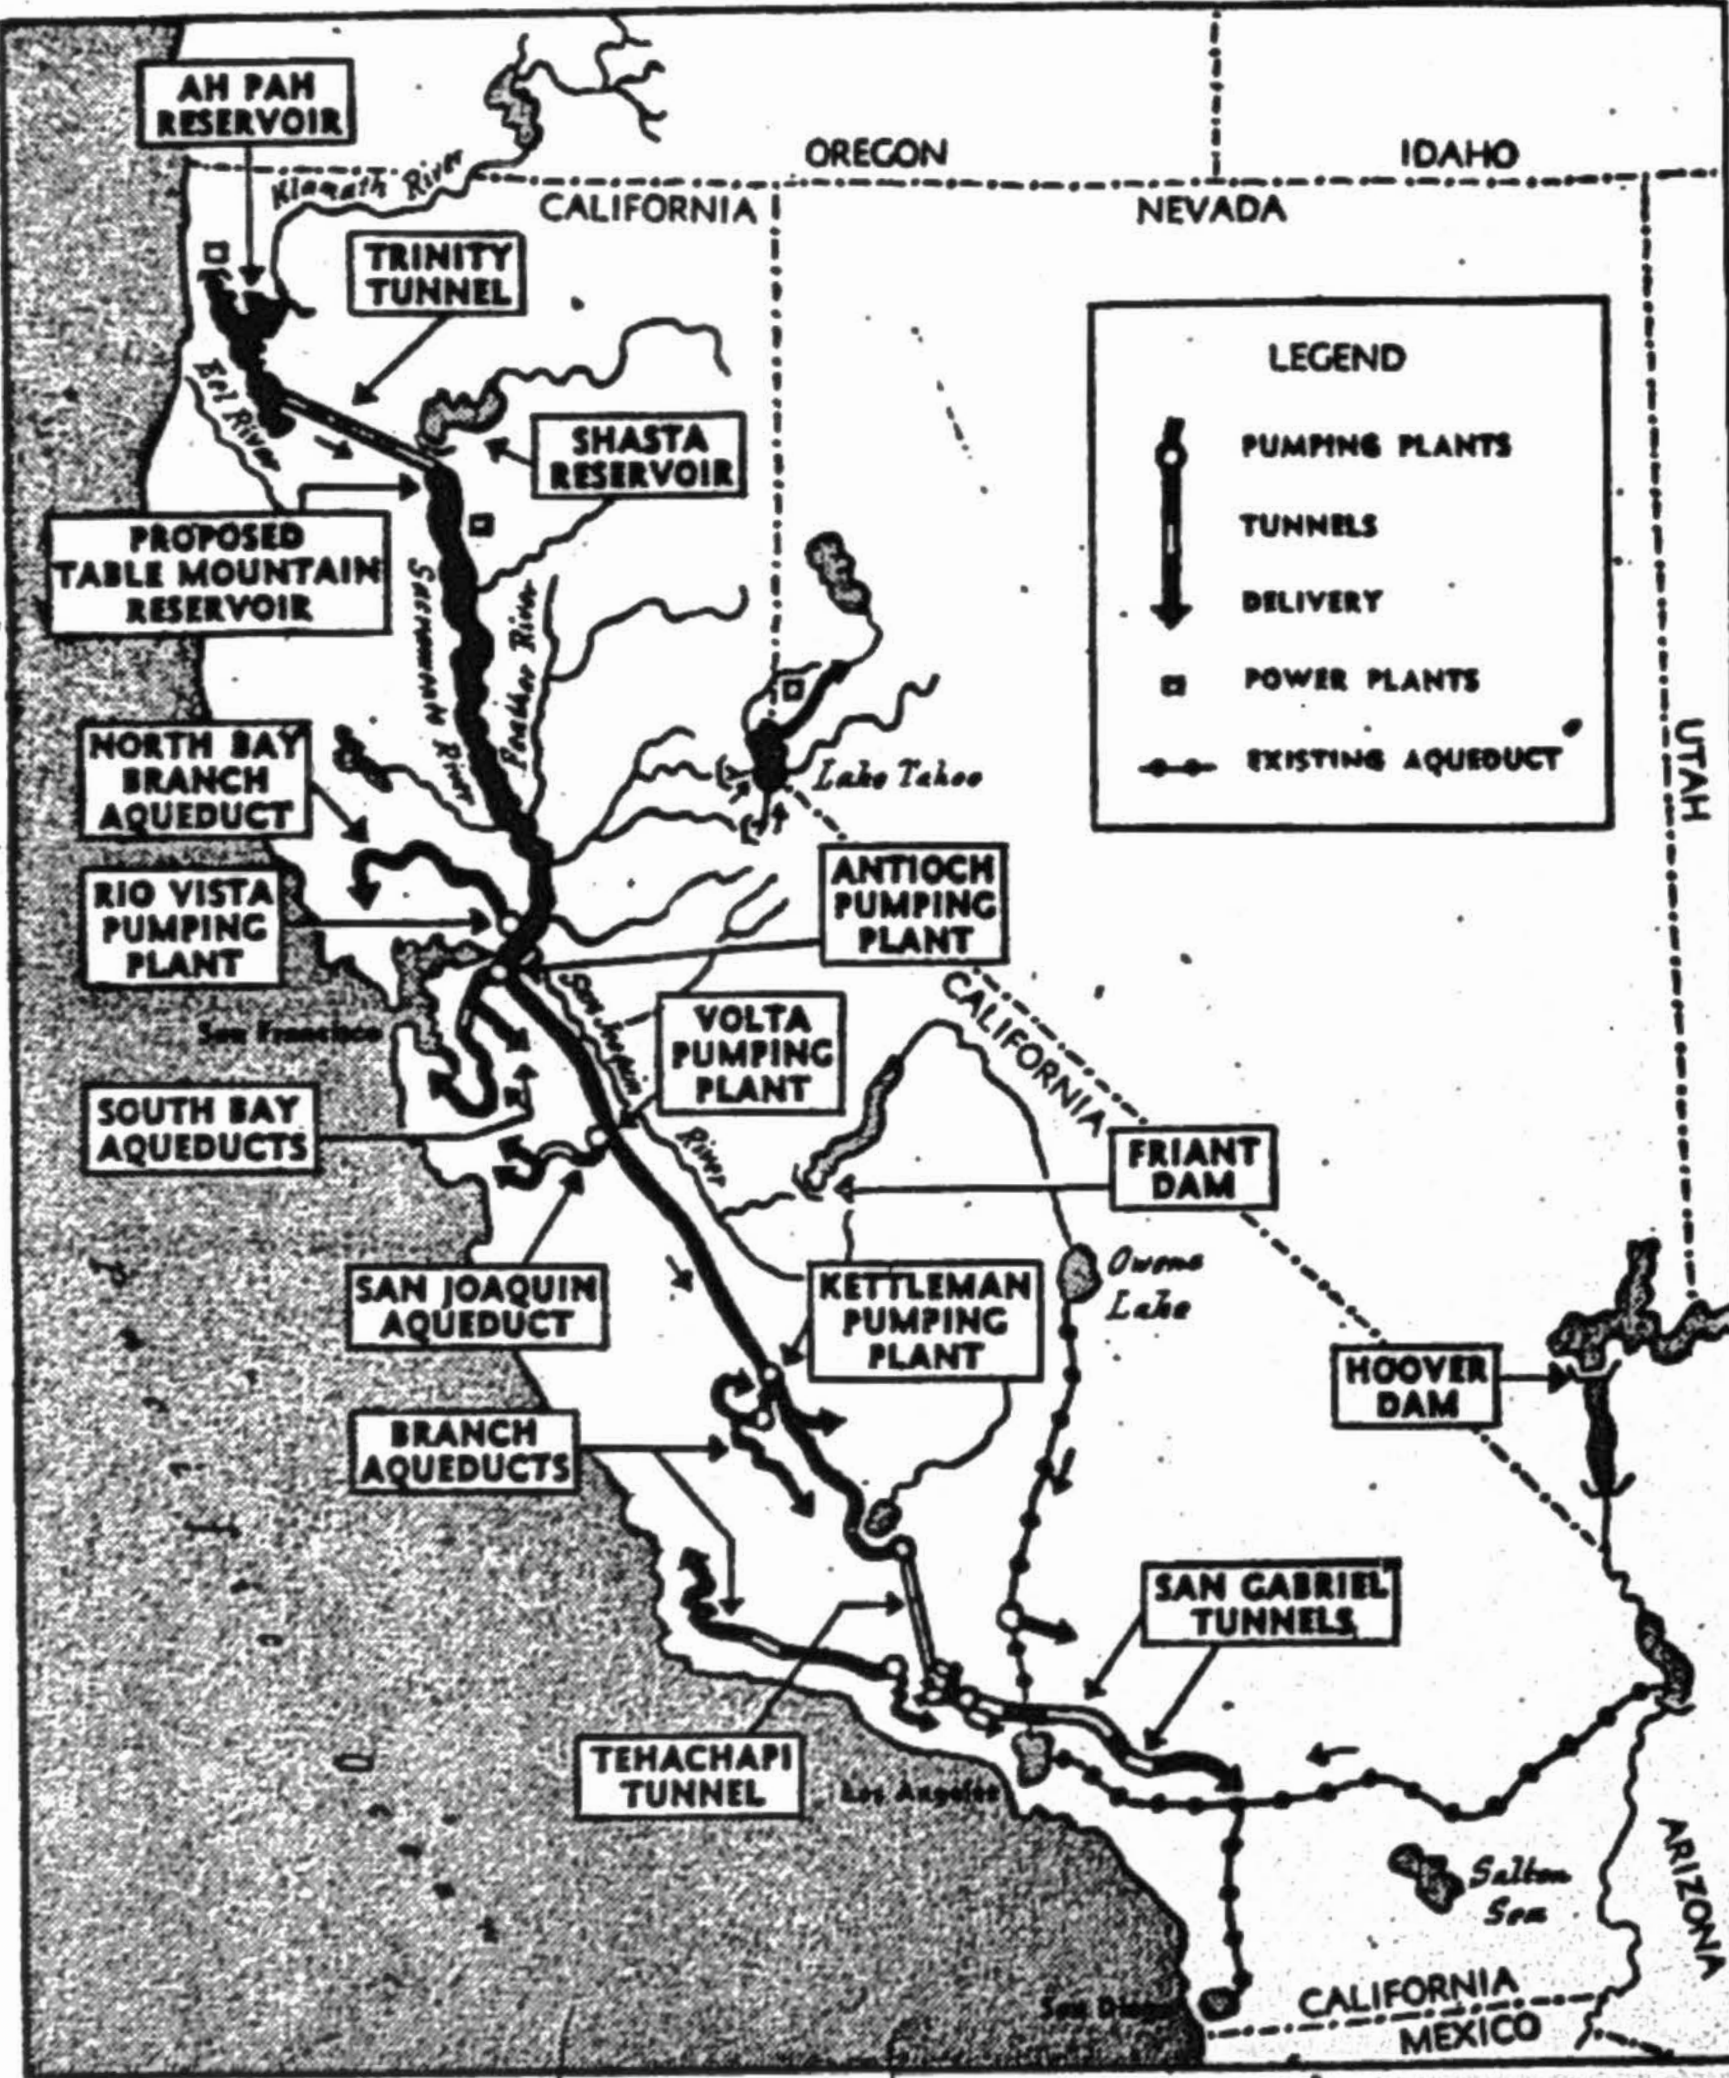 AH PAH
RESERVOIR
OREGON
IDAHO
Klamath River
CALIFORNIA
NEVADA
TRINITY
TUNNEL
LEGEND
PUMPING PLANTS
TUNNELS
DELIVERY
POWER PLANTS
EXISTING AQUEDUCT
Eel River
SHASTA
RESERVOIR
PROPOSED
TABLE MOUNTAIN
RESERVOIR
Sacramento River
Feather River
UTAH
NORTH BAY
BRANCH
AQUEDUCT
Lake Tahoe
RIO VISTA
PUMPING
PLANT
ANTIOCH
PUMPING
PLANT
CALIFORNIA
San Francisco
San Joaquin River
VOLTA
PUMPING
PLANT
SOUTH BAY
AQUEDUCTS
FRIANT
DAM
SAN JOAQUIN
AQUEDUCT
KETTLEMAN
PUMPING
PLANT
Owens
Lake
HOOVER
DAM
BRANCH
AQUEDUCTS
SAN GABRIEL
TUNNELS
TEHACHAPI
TUNNEL
Los Angeles
Salton
Sea
ARIZONA
San Diego
CALIFORNIA
MEXICO